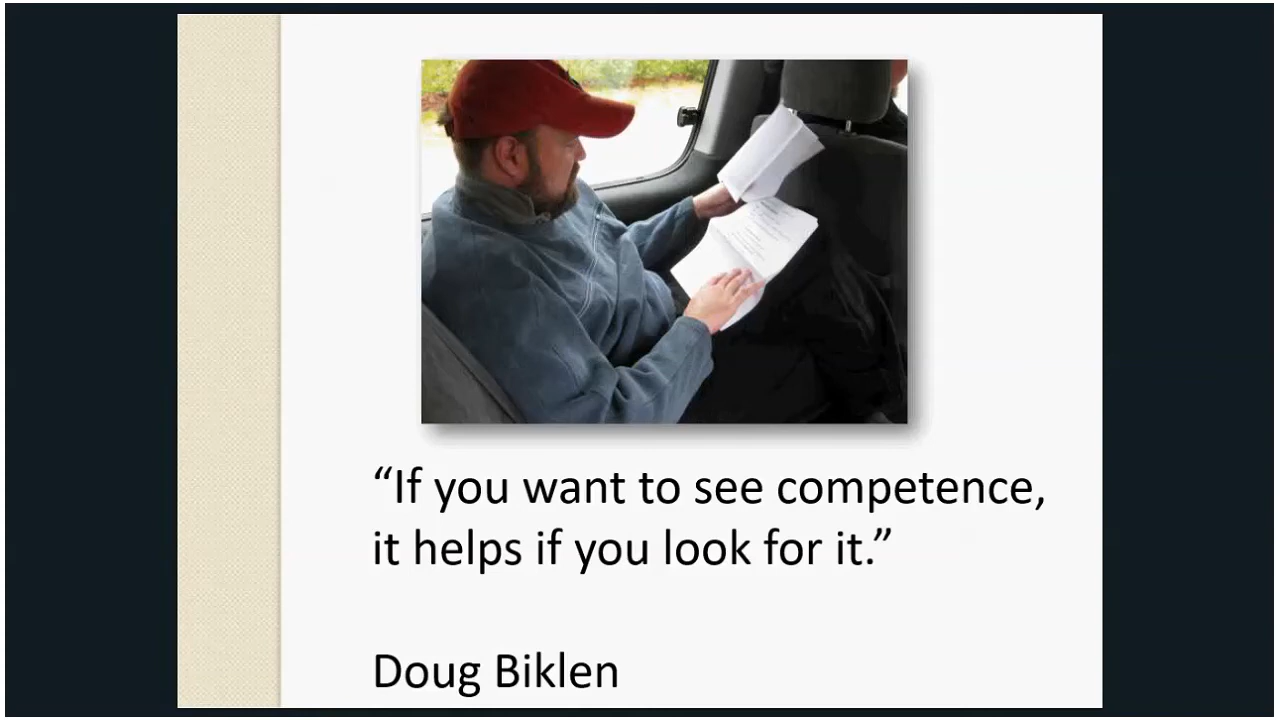 “If you want to see competence,
it helps if you look for it.”
Doug Biklen